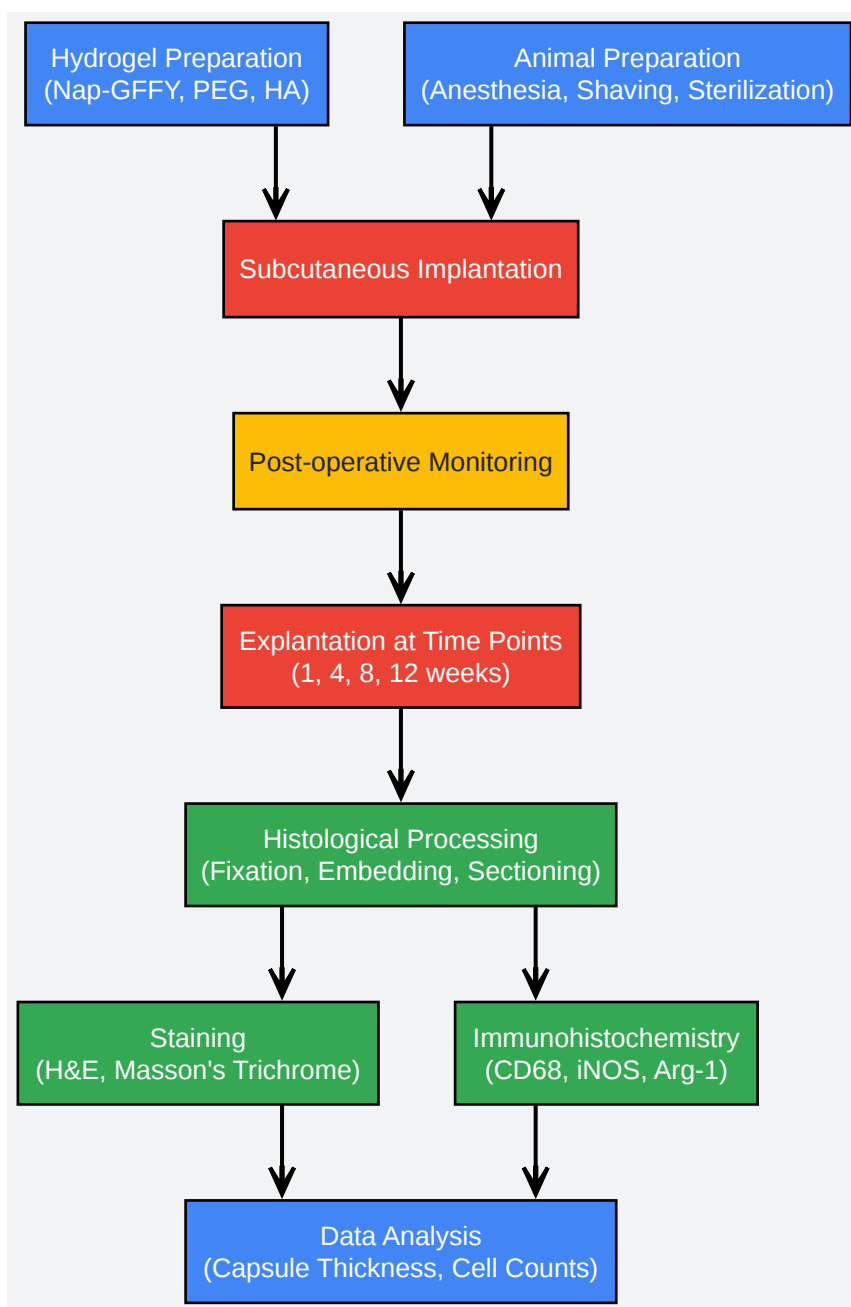 Hydrogel Preparation
(Nap-GFFY, PEG, HA)
Animal Preparation
(Anesthesia, Shaving, Sterilization)
Subcutaneous Implantation
Post-operative Monitoring
Explantation at Time Points
(1, 4, 8, 12 weeks)
Histological Processing
(Fixation, Embedding, Sectioning)
Staining
(H&E, Masson's Trichrome)
Immunohistochemistry
(CD68, iNOS, Arg-1)
Data Analysis
(Capsule Thickness, Cell Counts)